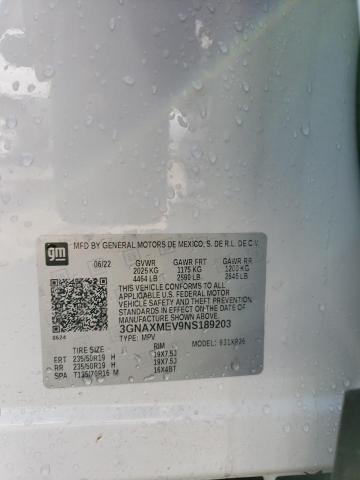 gm
MFD BY GENERAL MOTORS DE MEXICO, S. DE R.L. DE C.V.
06/22 GVWR GAWR FRT GAWR RR
2025 KG 1175 KG 1200 KG
4464 LB 2590 LB 2645 LB
THIS VEHICLE CONFORMS TO ALL
APPLICABLE U.S. FEDERAL MOTOR
VEHICLE SAFETY, BUMPER, AND THEFT
PREVENTION STANDARDS IN EFFECT ON
THE DATE OF MANUFACTURE SHOWN ABOVE.
3GNAXMEV9NS189203
8624 TYPE: MPV
TIRE SIZE RIM MODEL:
FRT 235/50R19 H 19X7.5J
RR 235/50R19 H 19X7.5J
SP T135/70R16 M 16X4BT